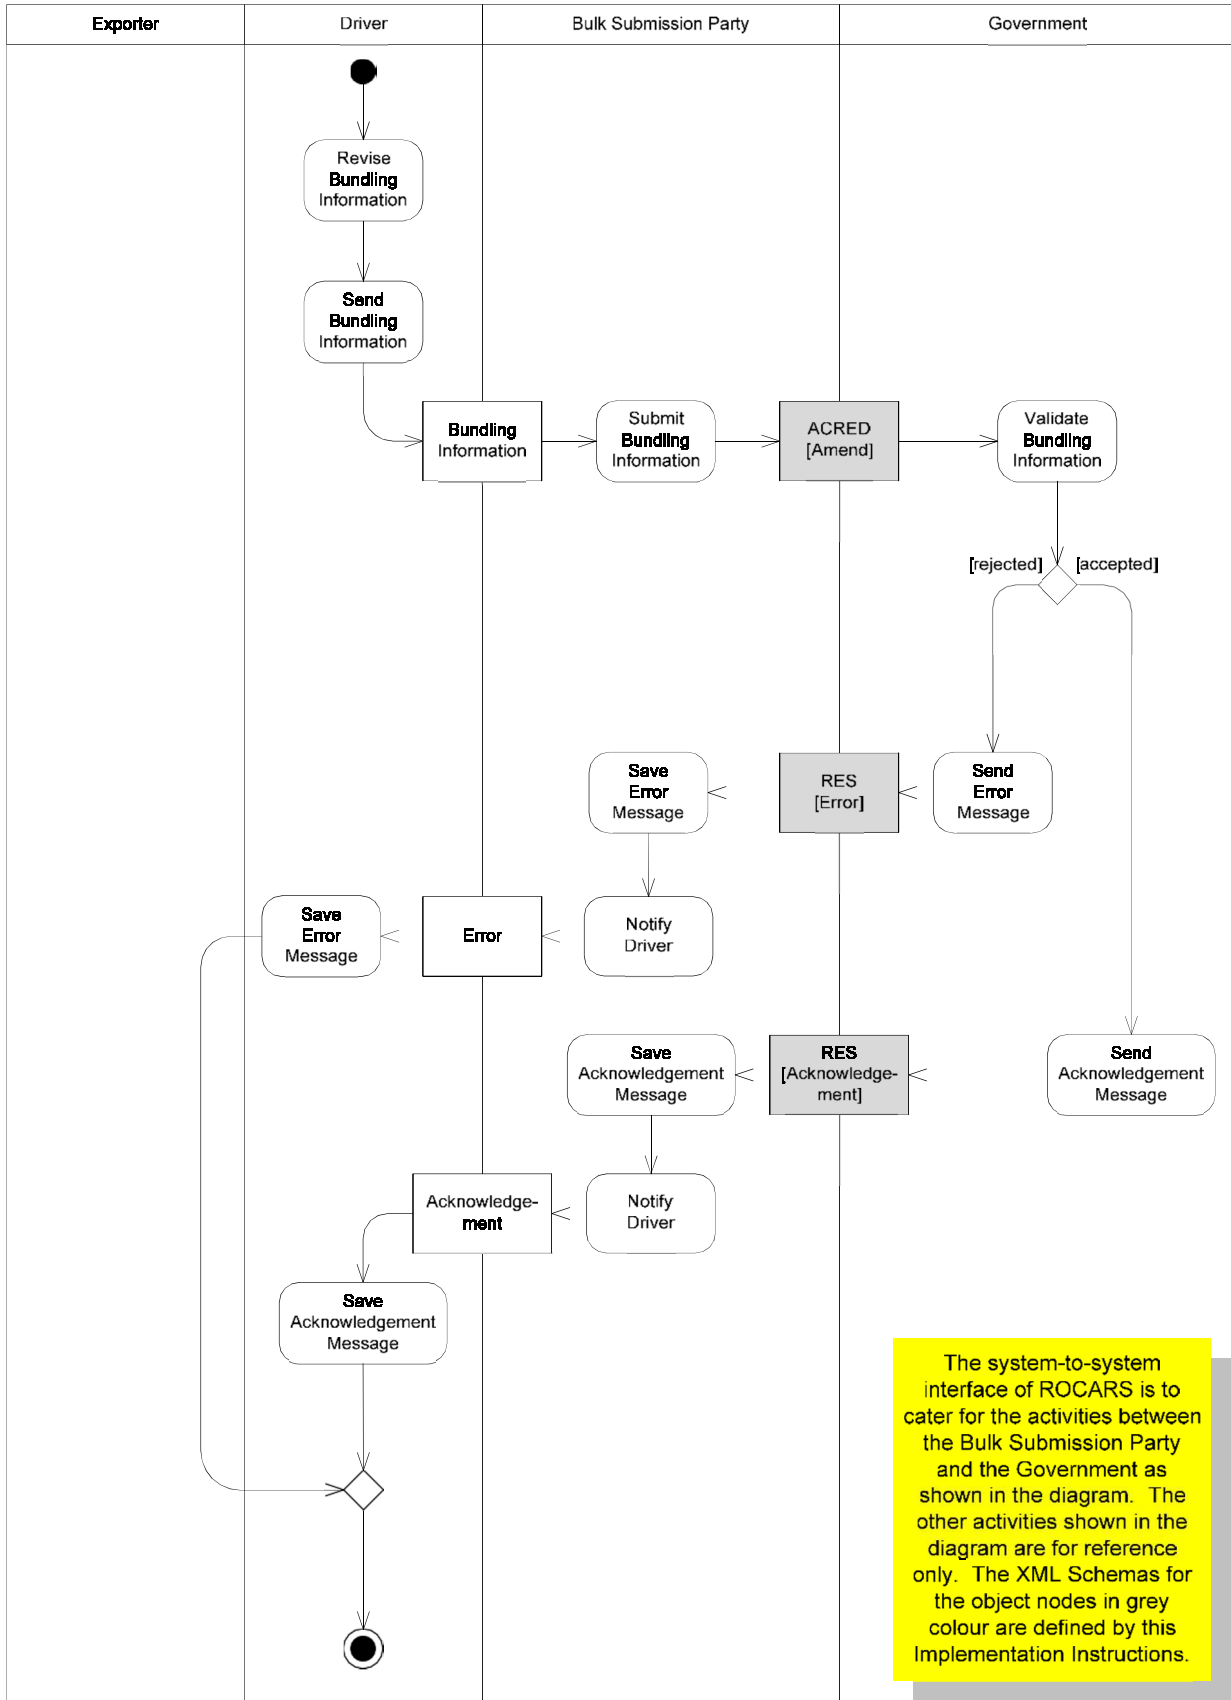 Exporter
Driver
Bulk Submission Party
Government
Revise
Bundling
Information
Send
Bundling
Information
Bundling
Information
Submit
Bundling
Information
ACRED
[Amend]
Validate
Bundling
Information
[rejected]
[accepted]
Save
Error
Message
RES
[Error]
Send
Error
Message
Save
Error
Message
Error
Notify
Driver
Save
Acknowledgement
Message
RES
[Acknowledge-
ment]
Send
Acknowledgement
Message
Acknowledge-
ment
Notify
Driver
Save
Acknowledgement
Message
The system-to-system
interface of ROCARS is to
cater for the activities between
the Bulk Submission Party
and the Government as
shown in the diagram. The
other activities shown in the
diagram are for reference
only. The XML Schemas for
the object nodes in grey
colour are defined by this
Implementation Instructions.